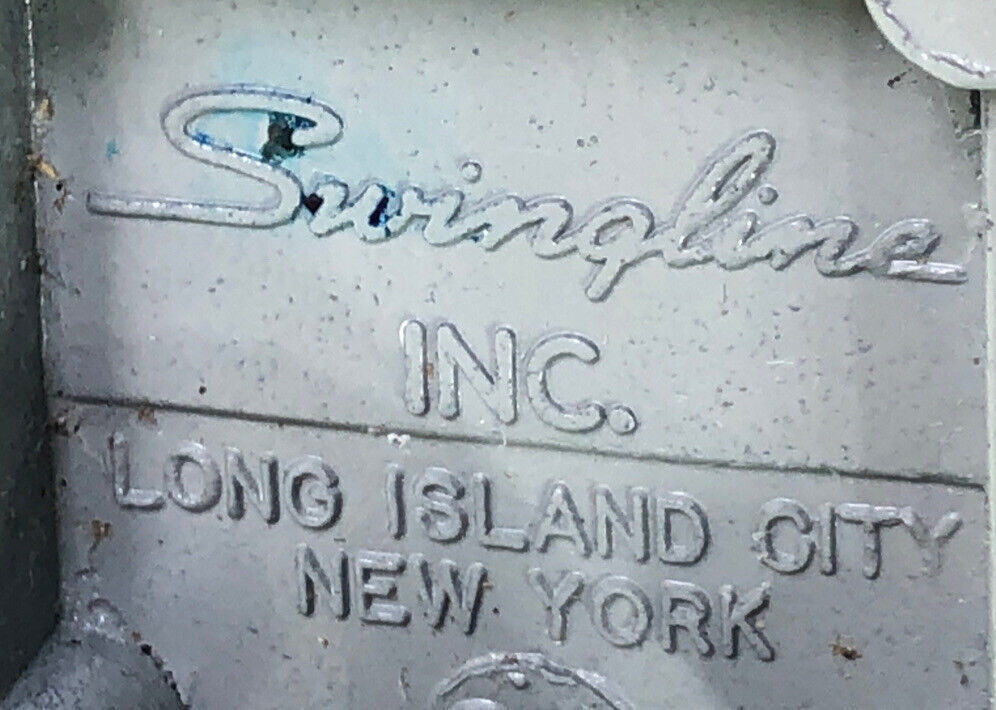 Swingline
INC.
LONG ISLAND CITY
NEW YORK